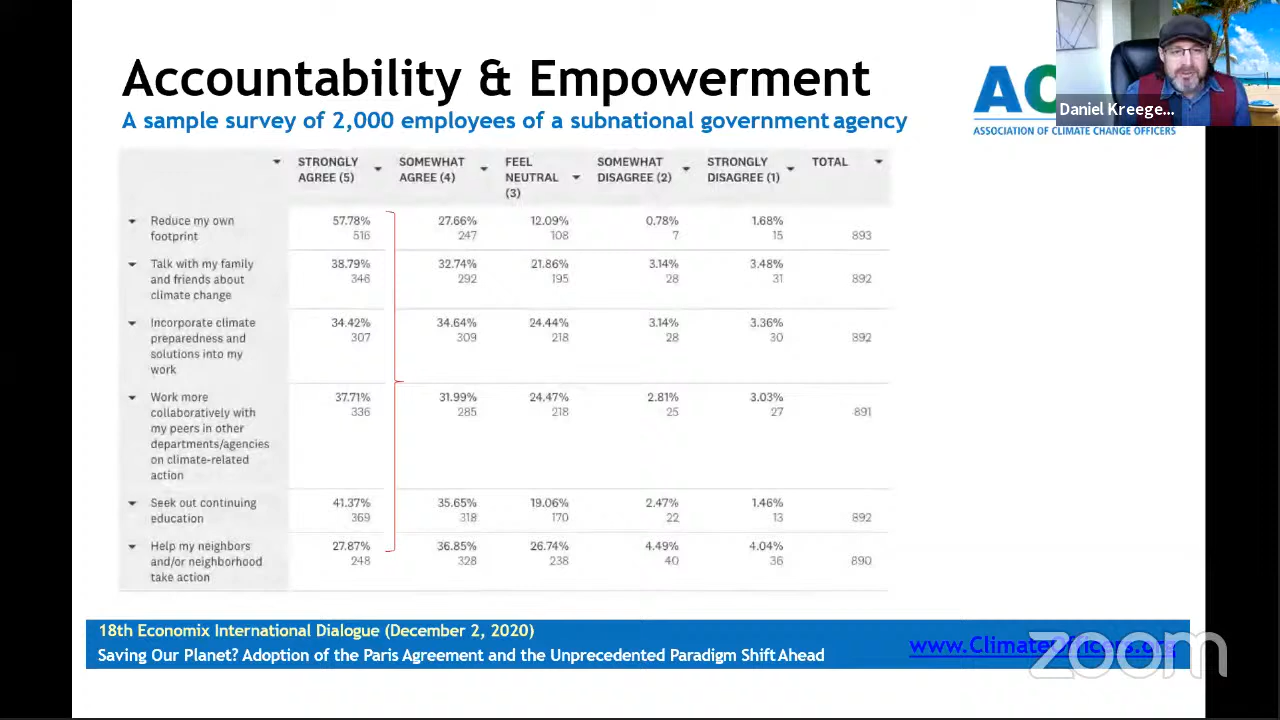 Accountability & Empowerment
A sample survey of 2,000 employees of a subnational government agency
Daniel Kreege...
ASSOCIATION OF CLIMATE CHANGE OFFICERS
STRONGLY AGREE (5) SOMEWHAT AGREE (4) FEEL NEUTRAL (3) SOMEWHAT DISAGREE (2) STRONGLY DISAGREE (1) TOTAL
Reduce my own 57.78% 27.66% 12.09% 0.78% 1.68%
footprint 516 247 108 7 15 893
Talk with my family 38.79% 32.74% 21.86% 3.14% 3.48%
and friends about 346 292 195 28 31 892
climate change
Incorporate climate 34.42% 34.64% 24.44% 3.14% 3.36%
preparedness and 307 309 218 28 30 892
solutions into my
work
Work more 37.71% 31.99% 24.47% 2.81% 3.03%
collaboratively with 336 285 218 25 27 891
my peers in other
departments/agencies
on climate-related
action
Seek out continuing 41.37% 35.65% 19.06% 2.47% 1.46%
education 369 318 170 22 13 892
Help my neighbors 27.87% 36.85% 26.74% 4.49% 4.04%
and/or neighborhood 248 328 238 40 36 890
take action
18th Economix International Dialogue (December 2, 2020)
Saving Our Planet? Adoption of the Paris Agreement and the Unprecedented Paradigm Shift Ahead
www.ClimateOfficers.org
zoom